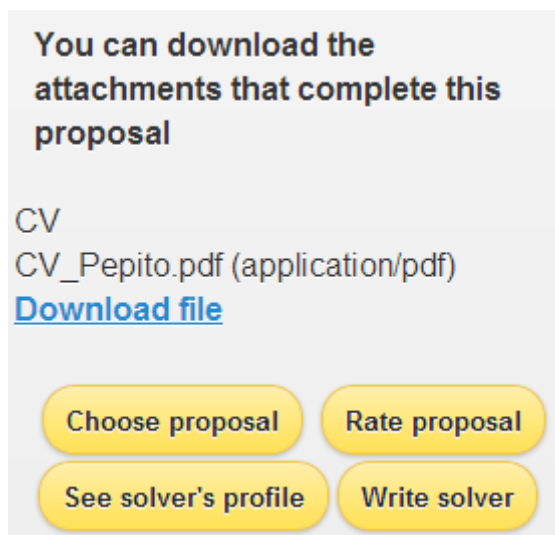 You can download the
attachments that complete this
proposal
CV
CV_Pepito.pdf (application/pdf)
Download file
Choose proposal
Rate proposal
See solver's profile
Write solver